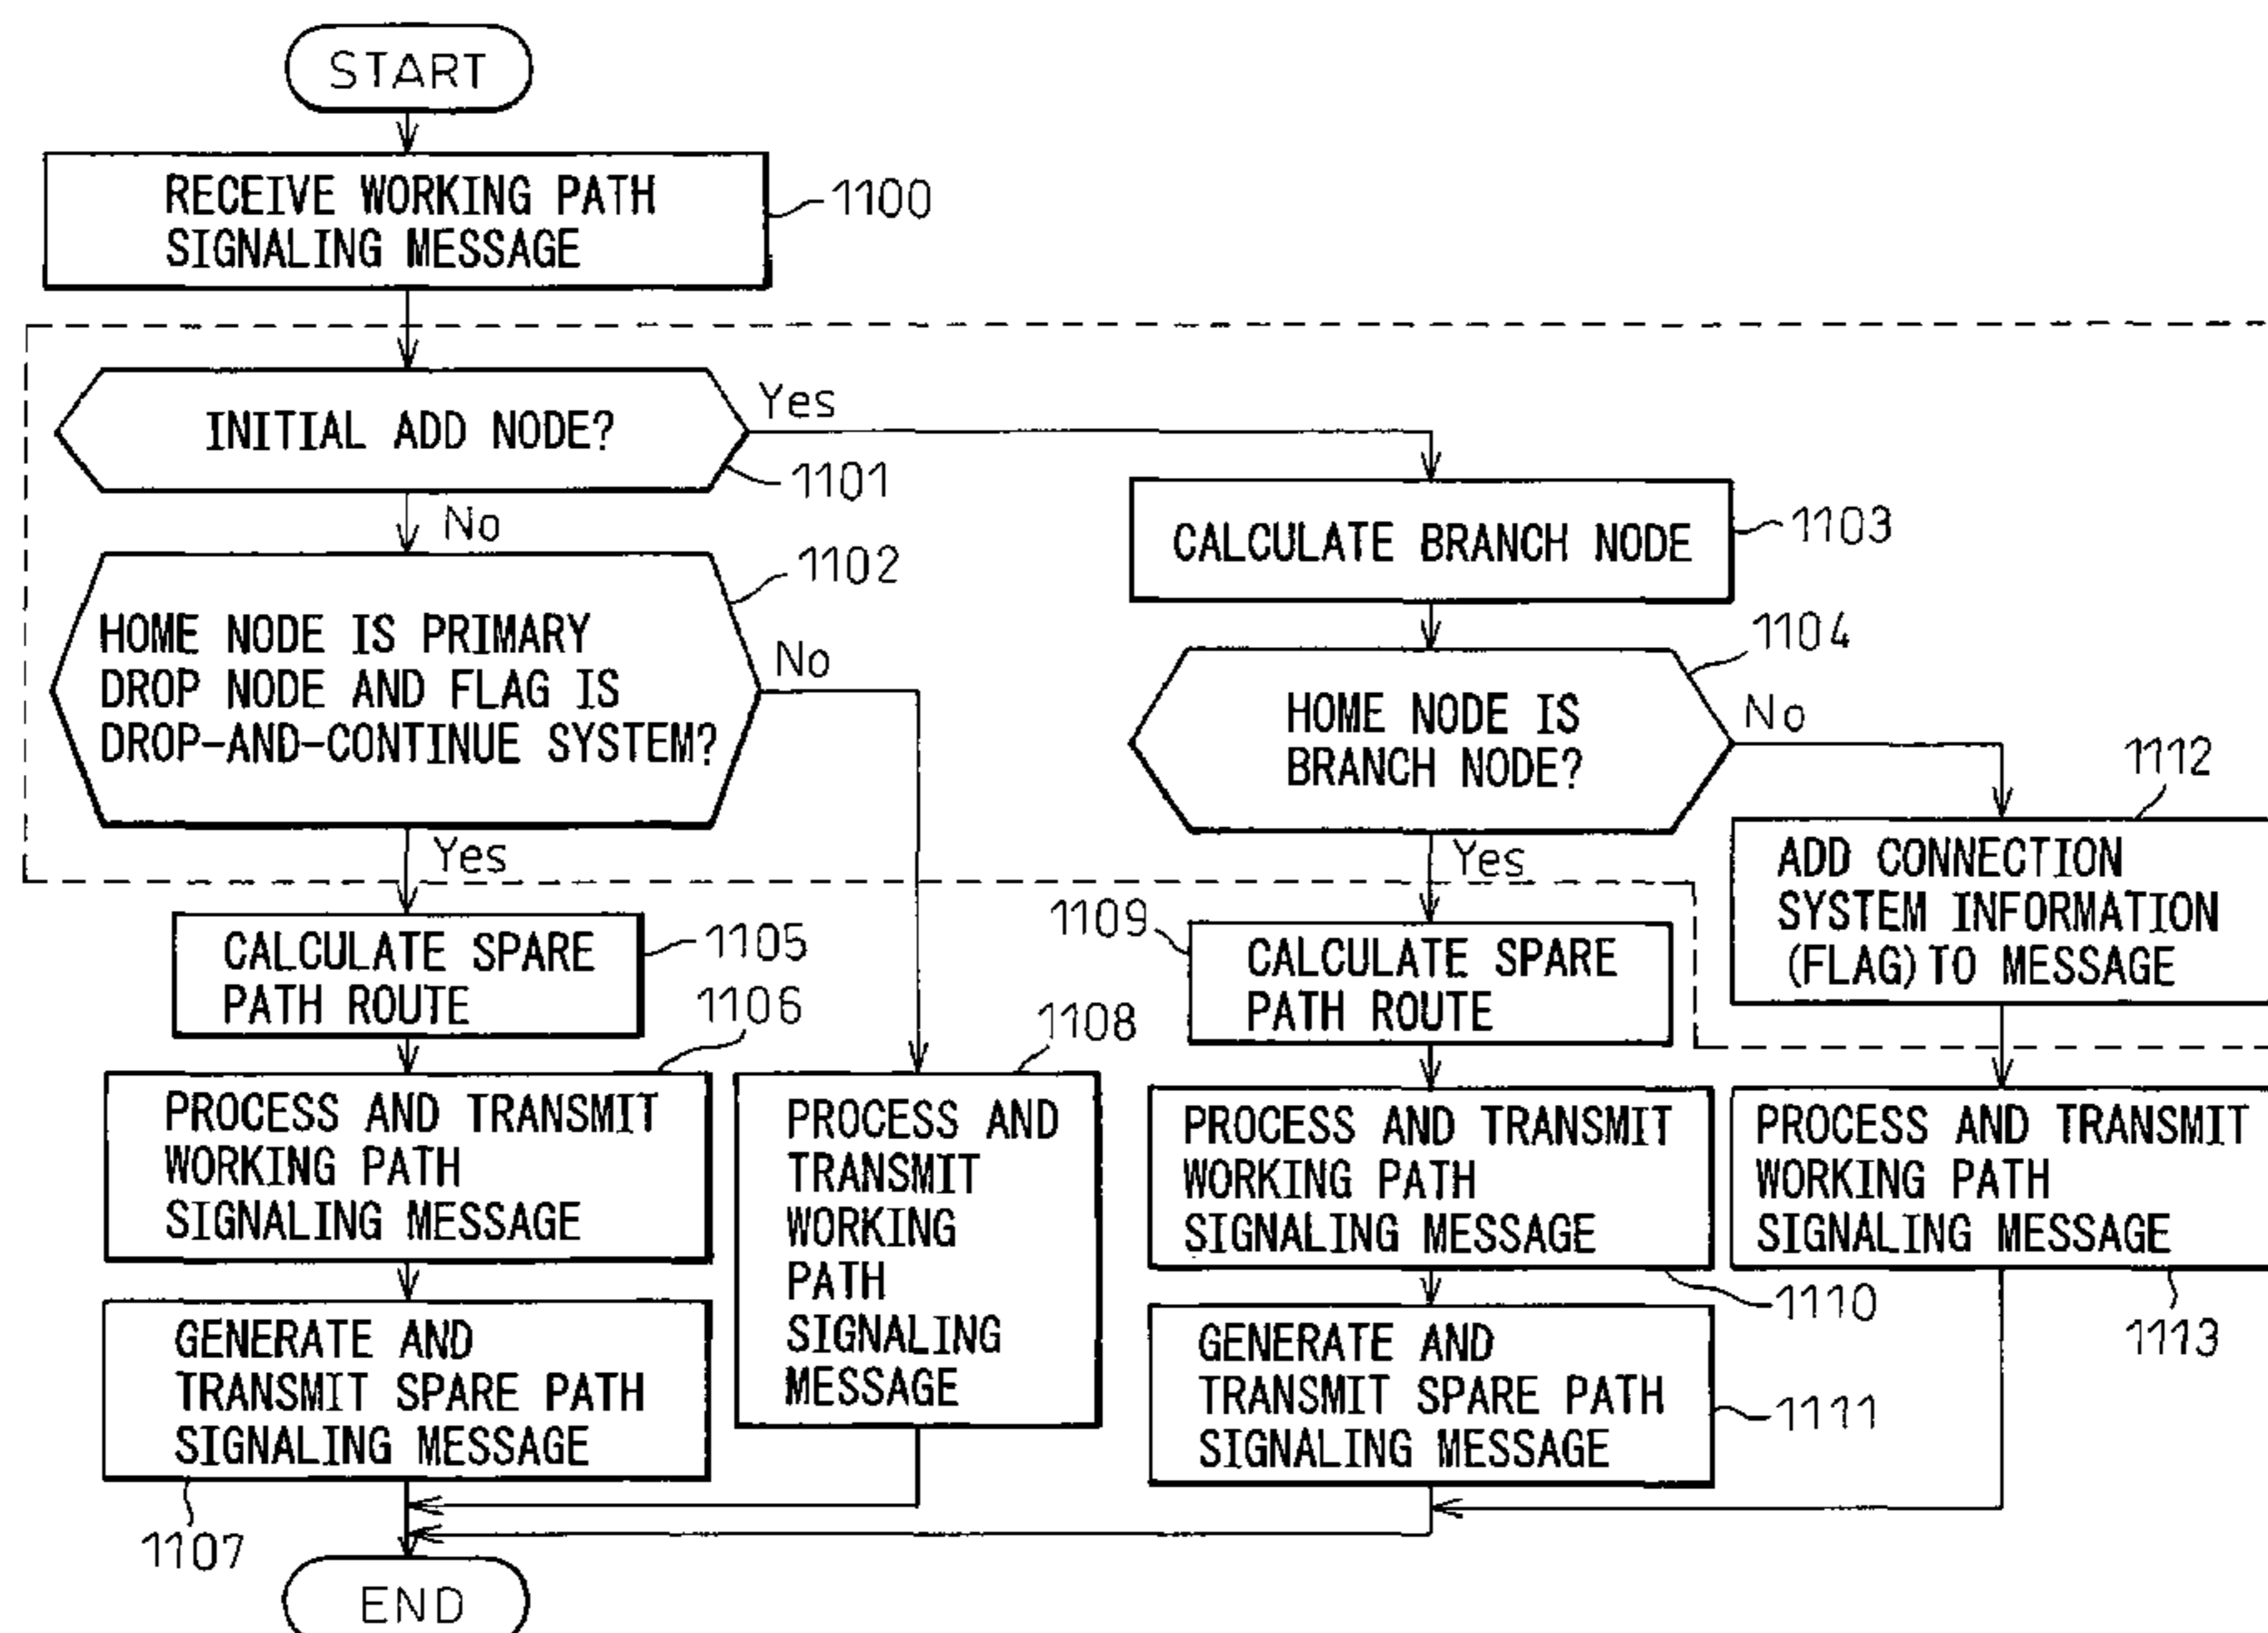 START
RECEIVE WORKING PATH
SIGNALING MESSAGE
1100
INITIAL ADD NODE?
Yes
1101
No
HOME NODE IS PRIMARY
DROP NODE AND FLAG IS
DROP-AND-CONTINUE SYSTEM?
1102
No
Yes
CALCULATE BRANCH NODE
1103
HOME NODE IS
BRANCH NODE?
1104
No
Yes
1112
ADD CONNECTION
SYSTEM INFORMATION
(FLAG) TO MESSAGE
CALCULATE SPARE
PATH ROUTE
1105
1109
CALCULATE SPARE
PATH ROUTE
1106
PROCESS AND TRANSMIT
WORKING PATH
SIGNALING MESSAGE
1108
PROCESS AND
TRANSMIT
WORKING
PATH
SIGNALING
MESSAGE
PROCESS AND TRANSMIT
WORKING PATH
SIGNALING MESSAGE
1110
PROCESS AND TRANSMIT
WORKING PATH
SIGNALING MESSAGE
1113
GENERATE AND
TRANSMIT SPARE PATH
SIGNALING MESSAGE
1107
GENERATE AND
TRANSMIT SPARE PATH
SIGNALING MESSAGE
1111
END